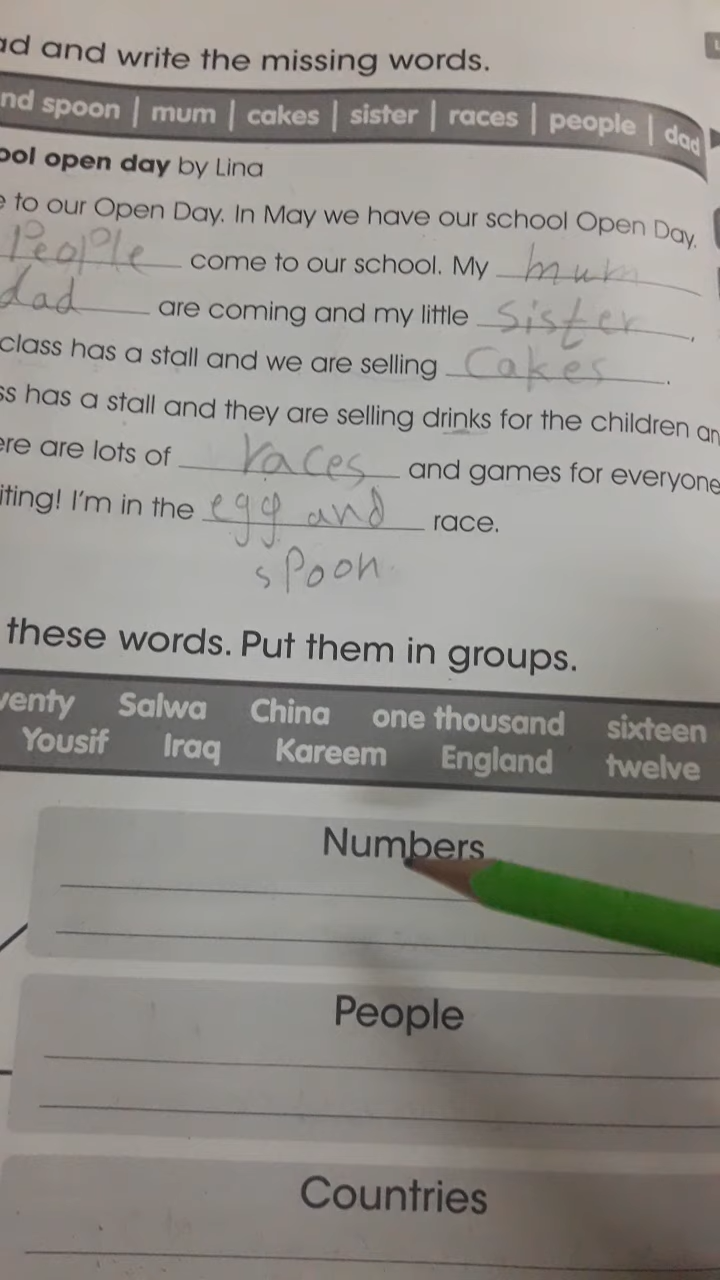 ad and write the missing words.
nd spoon | mum | cakes | sister | races | people | dad
ool open day by Lina
e to our Open Day. In May we have our school Open Day.
People come to our school. My mum
dad are coming and my little sister.
class has a stall and we are selling Cakes.
ss has a stall and they are selling drinks for the children an
ere are lots of races and games for everyone
iting! I'm in the egg and race.
spoon
these words. Put them in groups.
venty Salwa China one thousand sixteen
Yousif Iraq Kareem England twelve
Numbers
People
Countries